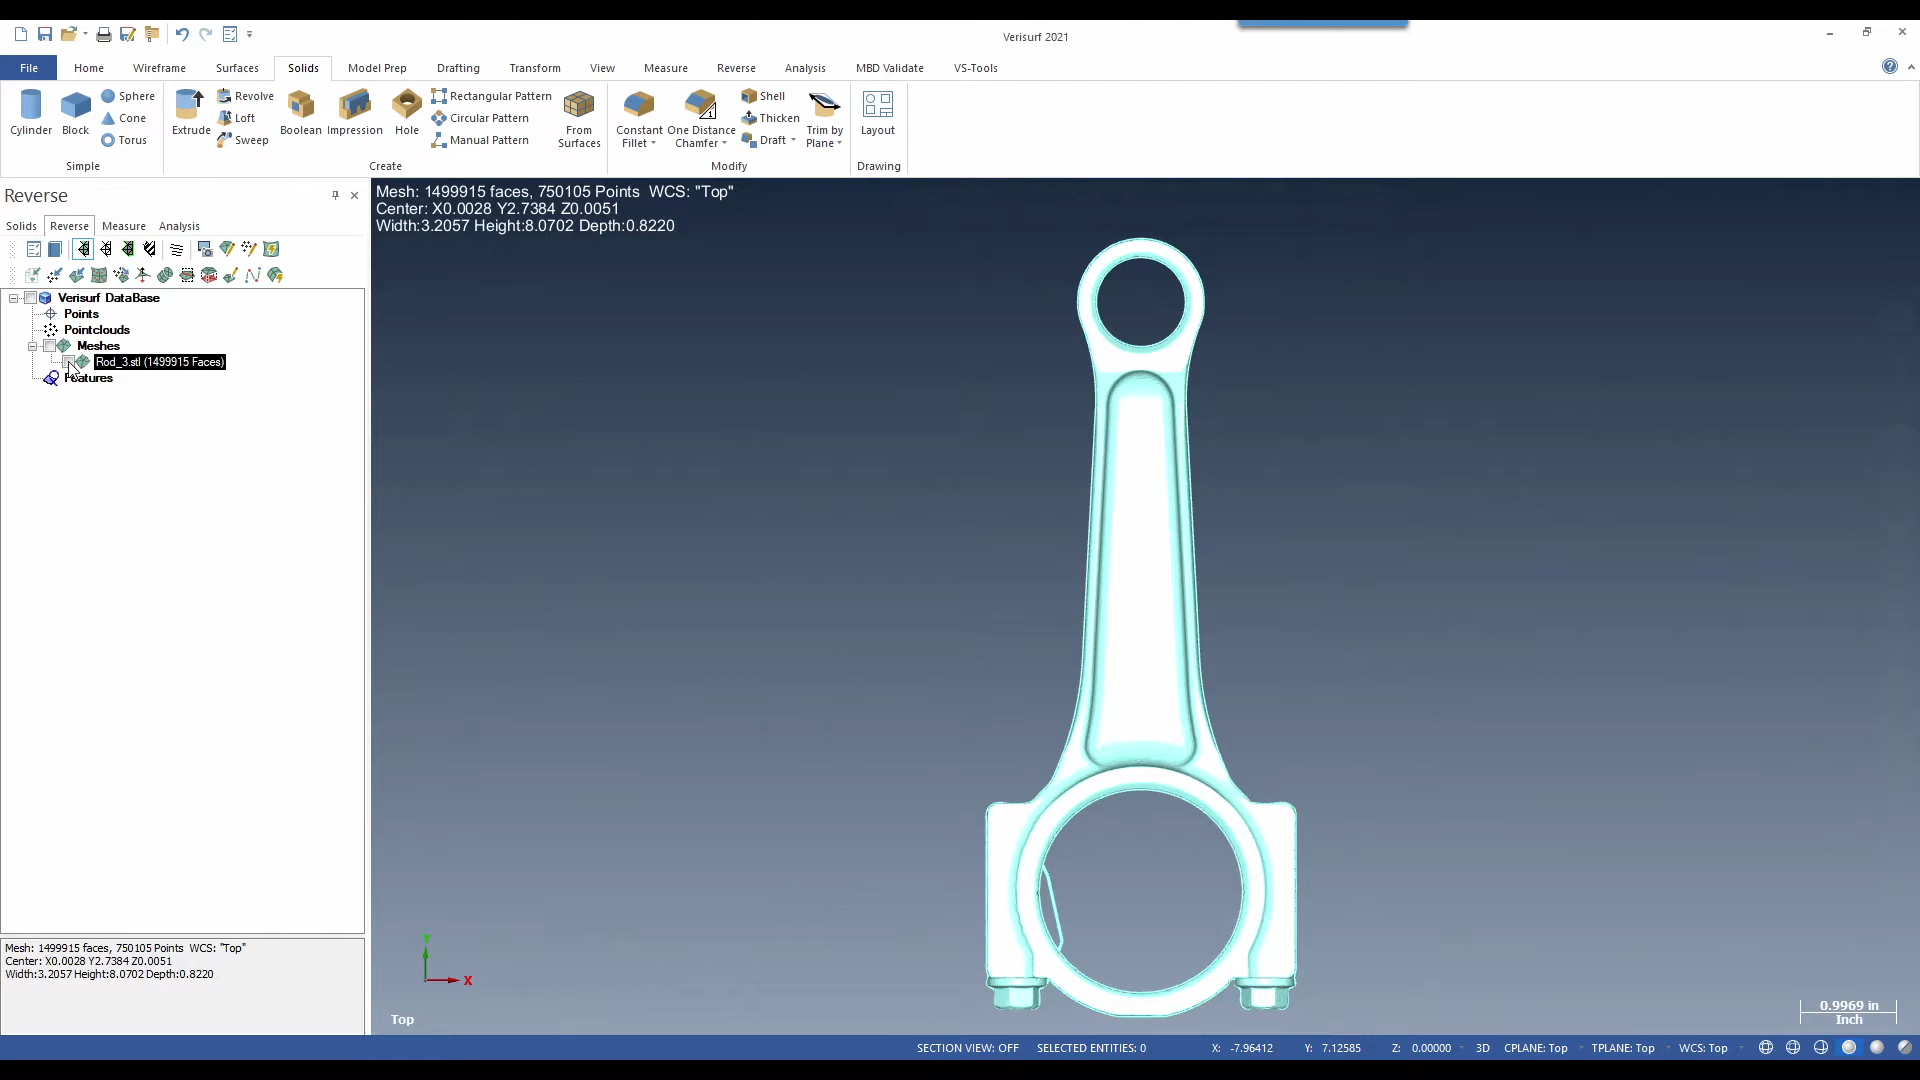 Verisurf 2021
File Home Wireframe Surfaces Solids Model Prep Drafting Transform View Measure Reverse Analysis MBD Validate VS-Tools
Cylinder Block Sphere Cone Torus
Simple
Extrude Revolve Loft Sweep Boolean Impression Hole Rectangular Pattern Circular Pattern Manual Pattern From Surfaces
Create
Constant Fillet One Distance Chamfer Shell Thicken Draft Trim by Plane
Modify
Layout
Drawing
Reverse
Solids Reverse Measure Analysis
Verisurf DataBase
Points
Pointclouds
Meshes
Rod_3.stl (1499915 Faces)
Features
Mesh: 1499915 faces, 750105 Points WCS: "Top"
Center: X0.0028 Y2.7384 Z0.0051
Width:3.2057 Height:8.0702 Depth:0.8220
Mesh: 1499915 faces, 750105 Points WCS: "Top"
Center: X0.0028 Y2.7384 Z0.0051
Width:3.2057 Height:8.0702 Depth:0.8220
Y
X
Top
0.9969 in
Inch
SECTION VIEW: OFF SELECTED ENTITIES: 0 X: -7.96412 Y: 7.12585 Z: 0.00000 3D CPLANE: Top TPLANE: Top WCS: Top